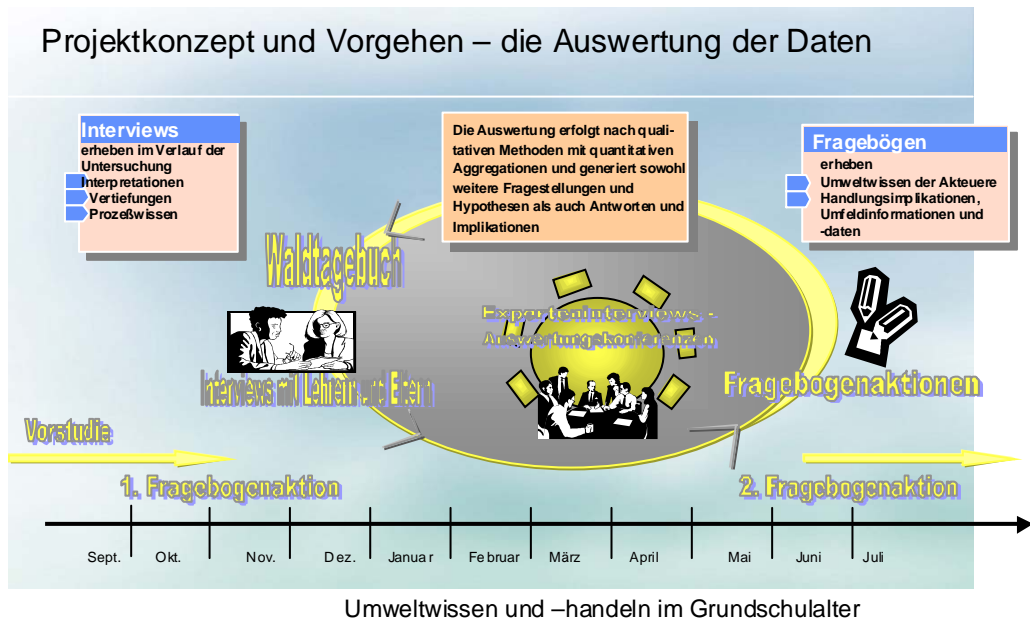 Projektkonzept und Vorgehen – die Auswertung der Daten
Interviews
erheben im Verlauf der
Untersuchung
Interpretationen
Vertiefungen
Prozeßwissen
Die Auswertung erfolgt nach quali-
tativen Methoden mit quantitativen
Aggregationen und generiert sowohl
weitere Fragestellungen und
Hypothesen als auch Antworten und
Implikationen
Fragebögen
erheben
Umweltwissen der Akteuere
Handlungsimplikationen,
Umfeldinformationen und
-daten
Waldtagebuch
Experteninterviews -
Auswertungskonferenzen
Interviews mit Lehrern und Eltern
Fragebogenaktionen
Vorstudie
1. Fragebogenaktion
2. Fragebogenaktion
Sept. Okt. Nov. Dez. Januar Februar März April Mai Juni Juli
Umweltwissen und –handeln im Grundschulalter